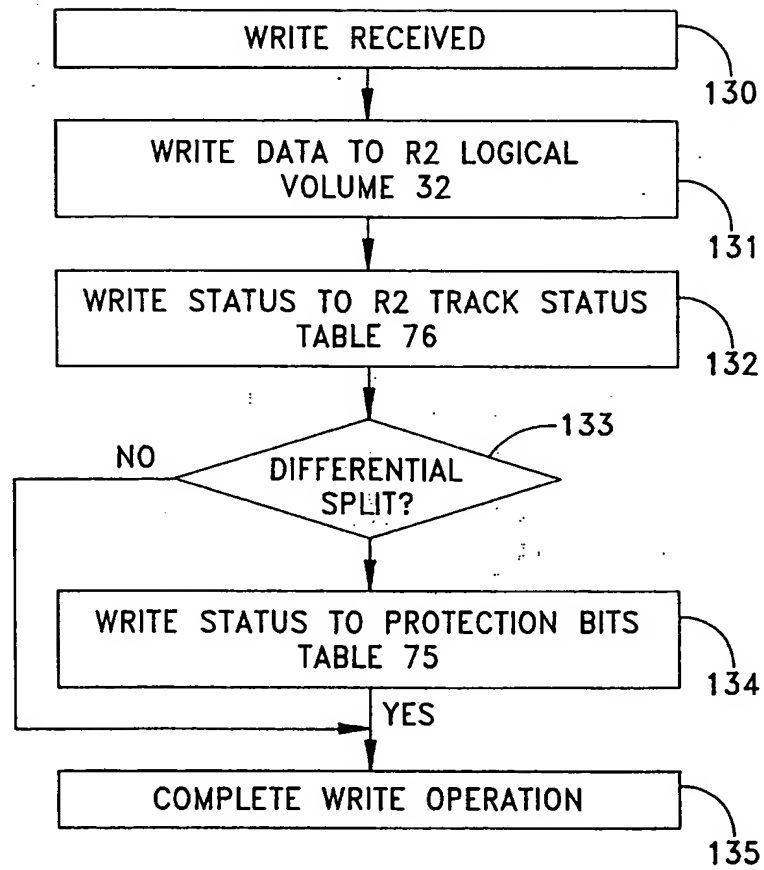 WRITE RECEIVED
130
WRITE DATA TO R2 LOGICAL
VOLUME 32
131
WRITE STATUS TO R2 TRACK STATUS
TABLE 76
132
133
NO
DIFFERENTIAL
SPLIT?
WRITE STATUS TO PROTECTION BITS
TABLE 75
134
YES
COMPLETE WRITE OPERATION
135